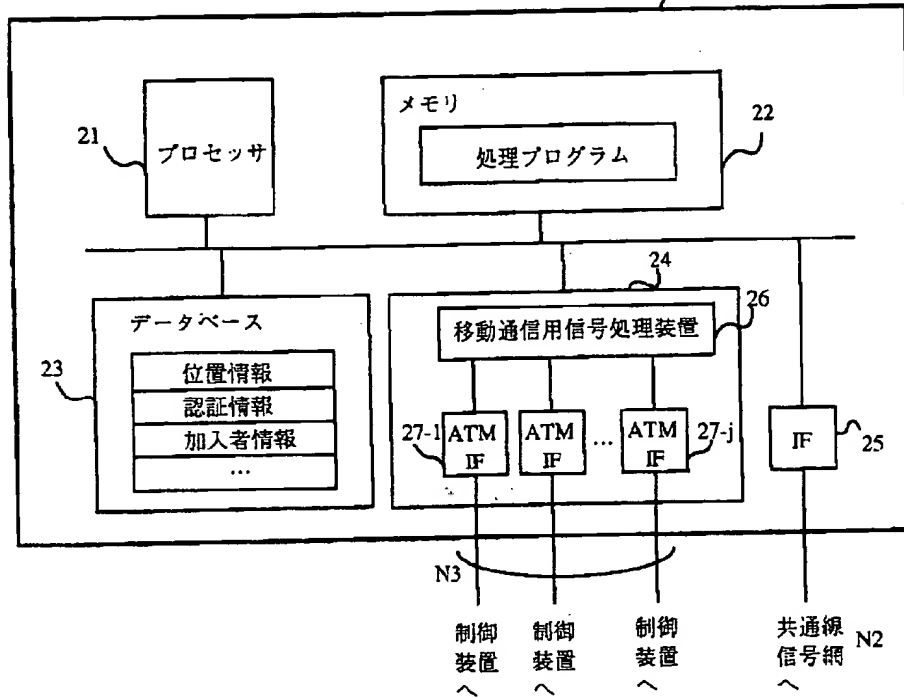 メモリ
22
21
プロセッサ
処理プログラム
24
データベース
26
移動通信用信号処理装置
23
位置情報
認証情報
加入者情報
…
27-1
ATM
IF
ATM
IF
…
ATM
IF
27-j
IF
25
N3
制御
装置
へ
制御
装置
へ
制御
装置
へ
共通線
信号網
へ
N2